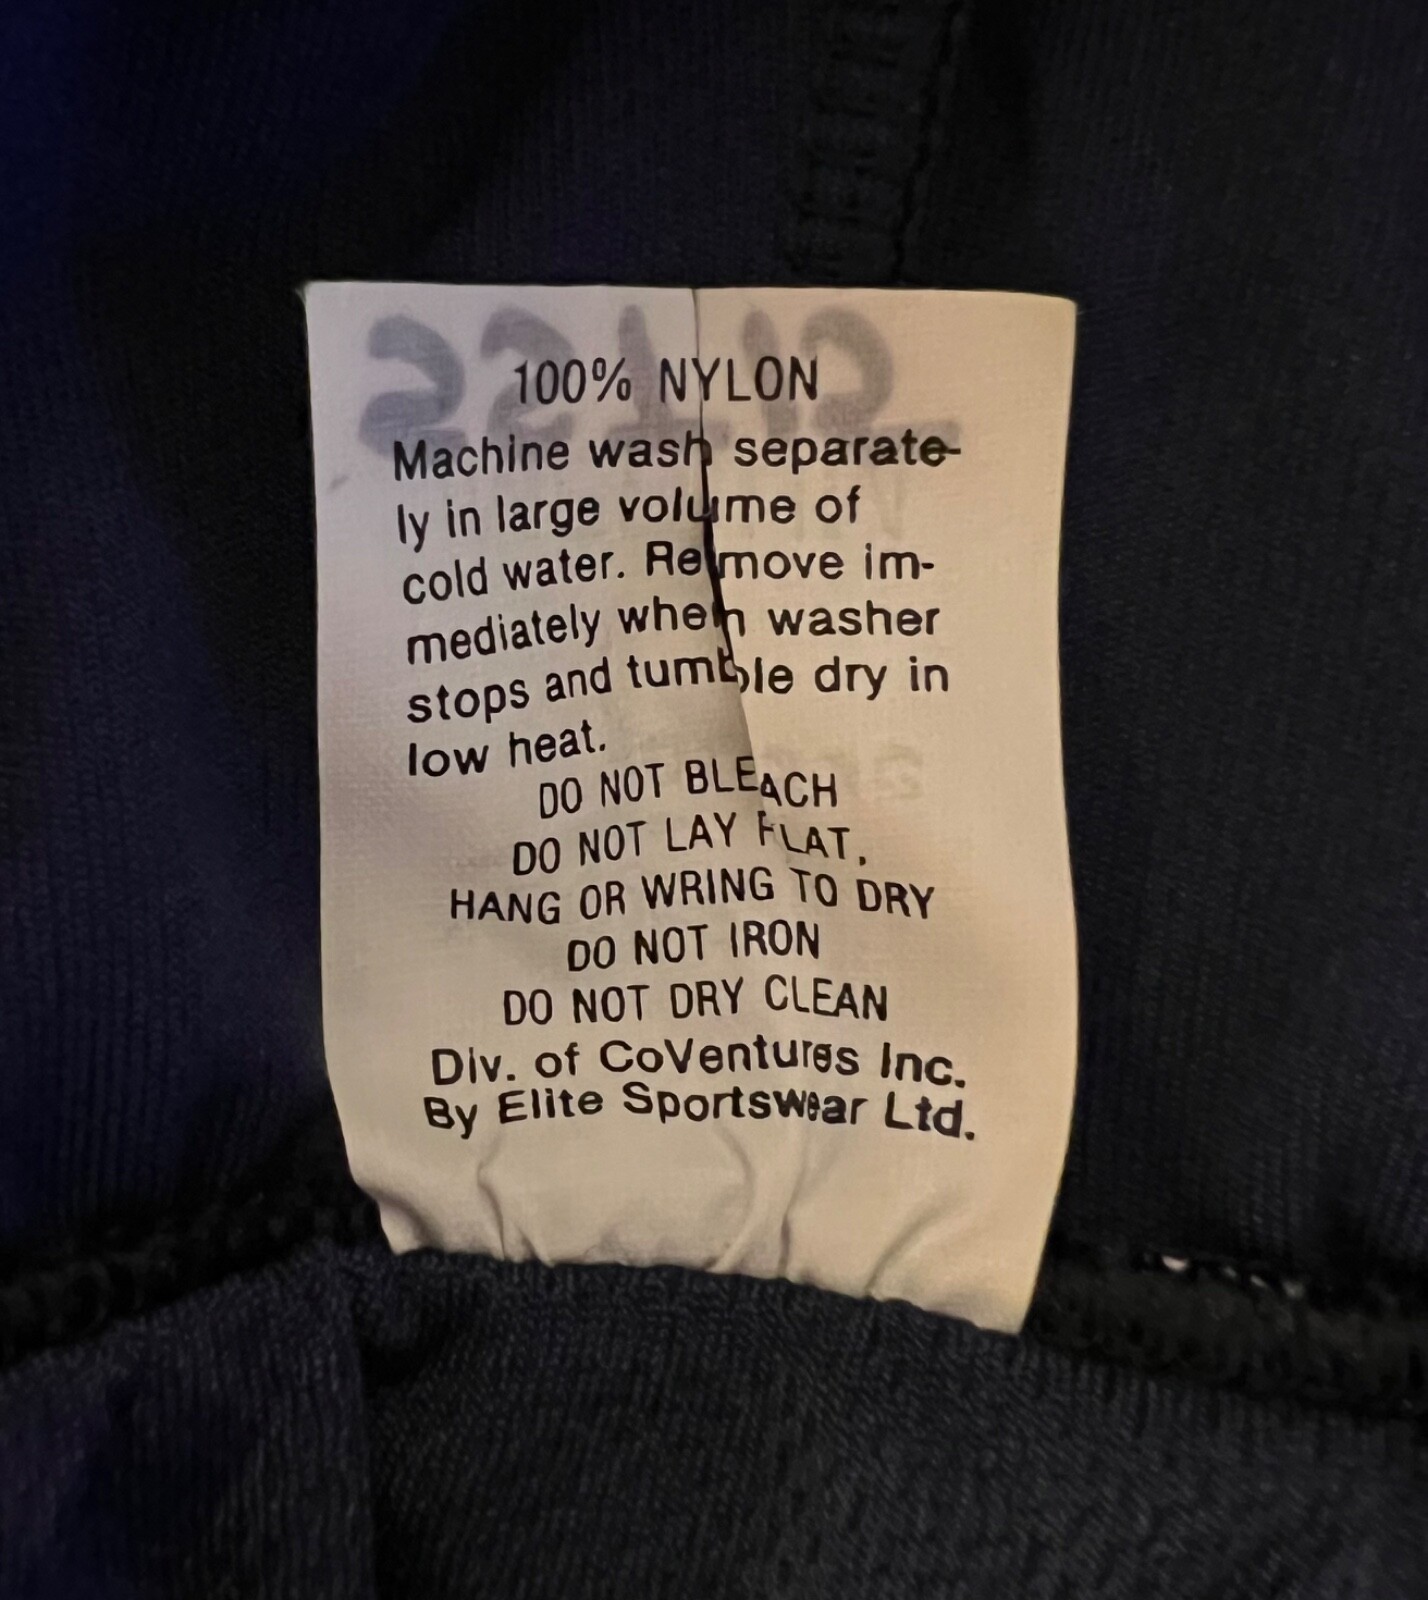 100% NYLON
Machine wash separate-
ly in large volume of
cold water. Remove im-
mediately when washer
stops and tumble dry in
low heat.
DO NOT BLEACH
DO NOT LAY FLAT,
HANG OR WRING TO DRY
DO NOT IRON
DO NOT DRY CLEAN
Div. of CoVentures Inc.
By Elite Sportswear Ltd.